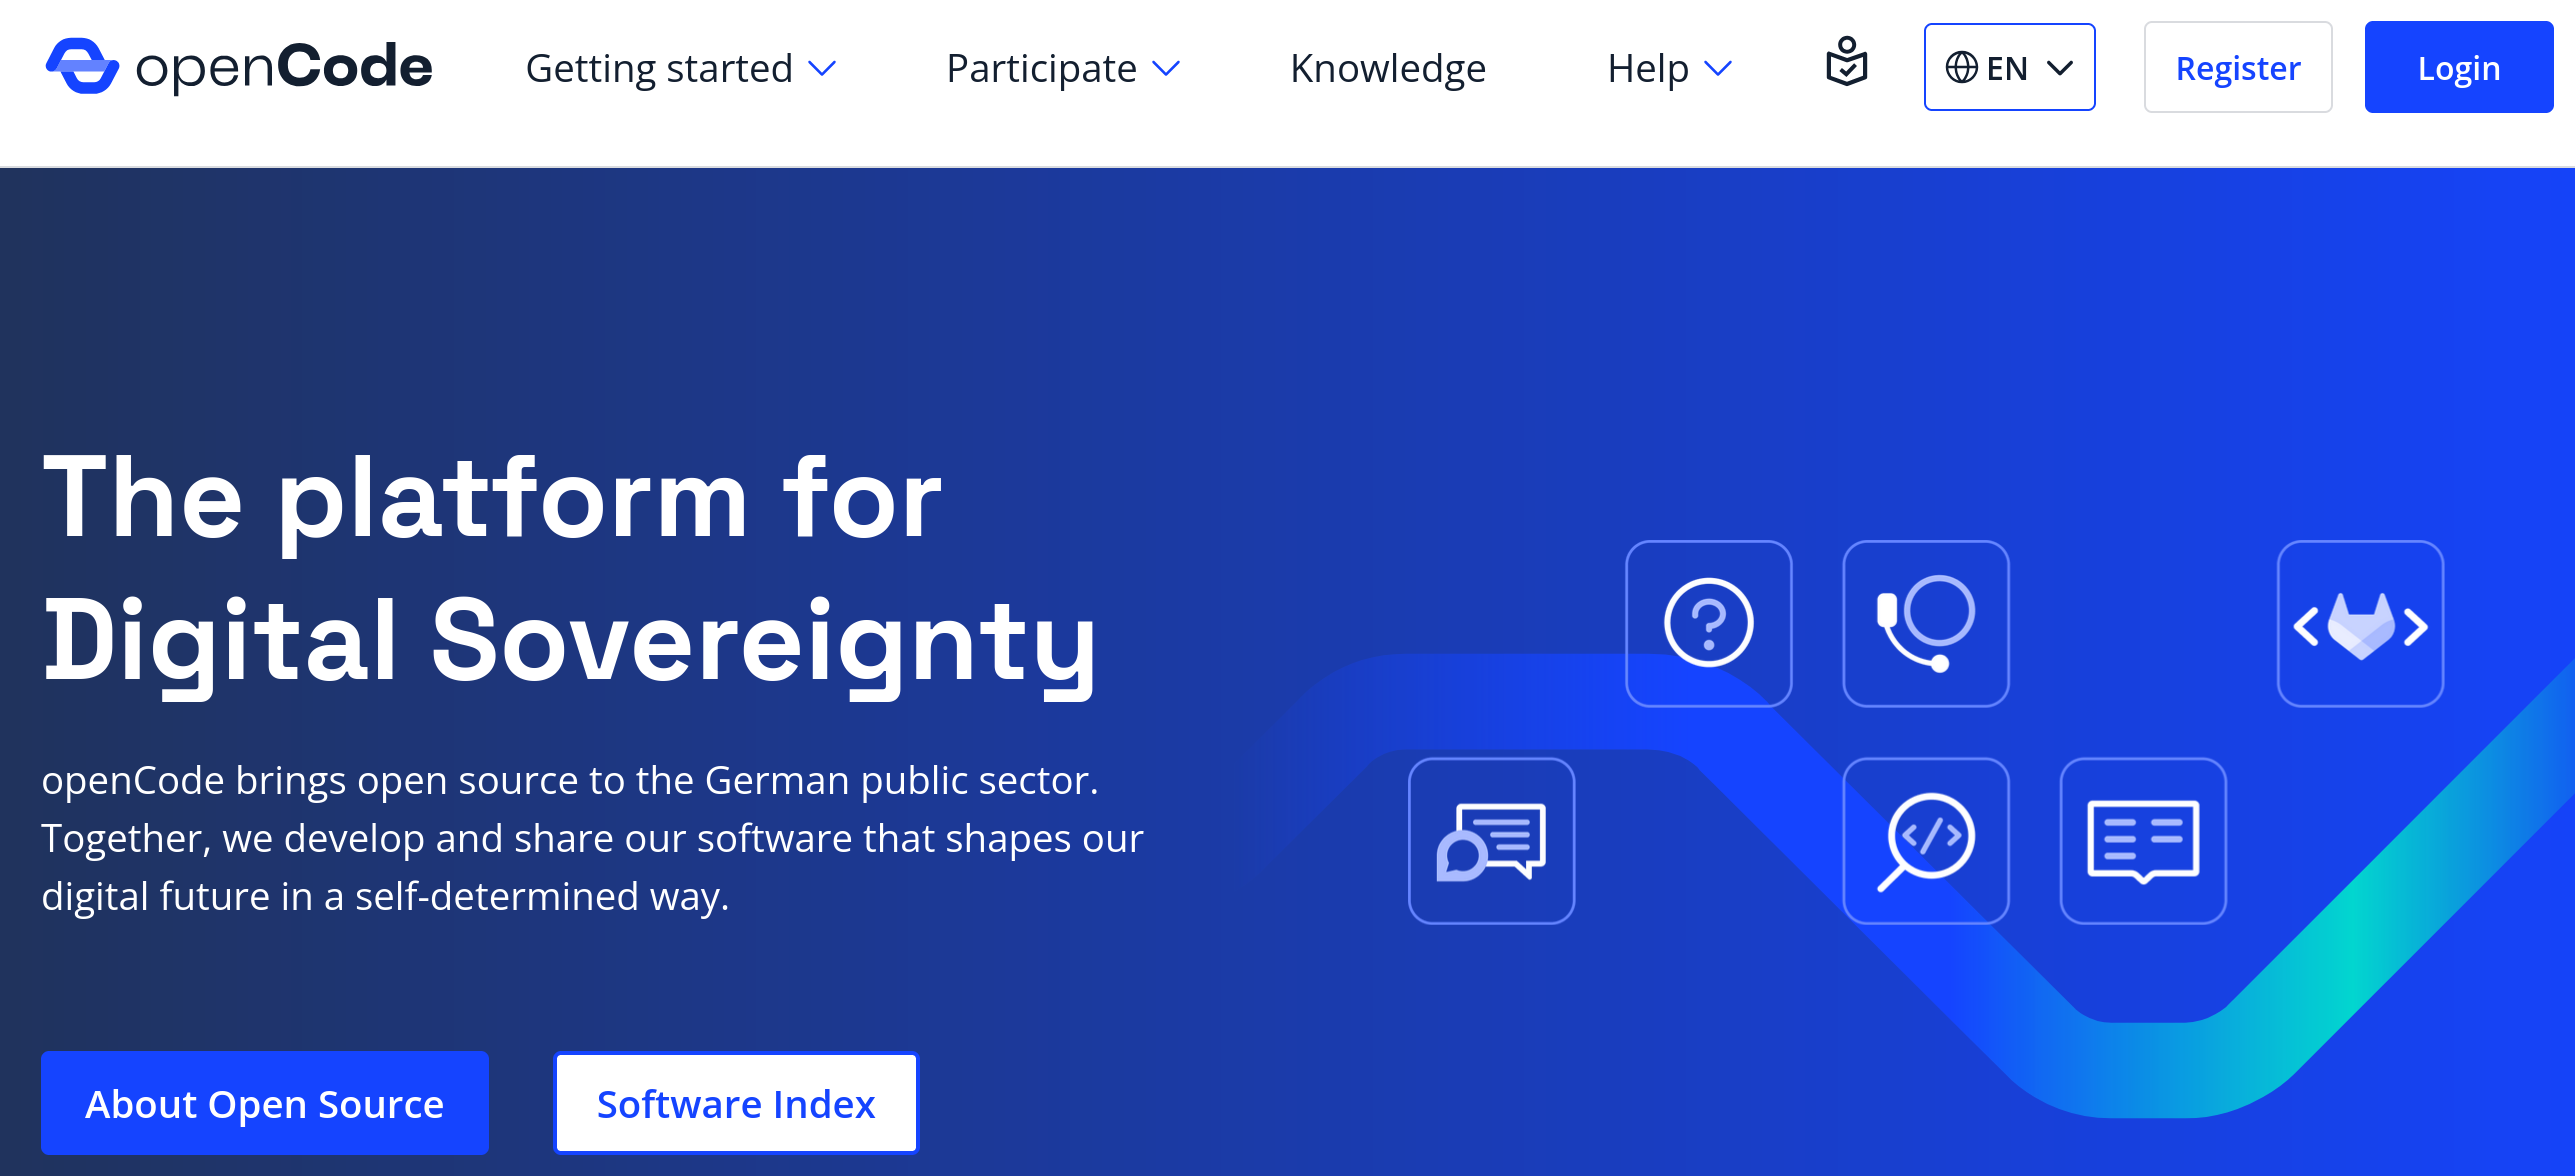 openCode
Getting started
Participate
Knowledge
Help
EN
Register
Login
The platform for
Digital Sovereignty
openCode brings open source to the German public sector.
Together, we develop and share our software that shapes our
digital future in a self-determined way.
About Open Source
Software Index